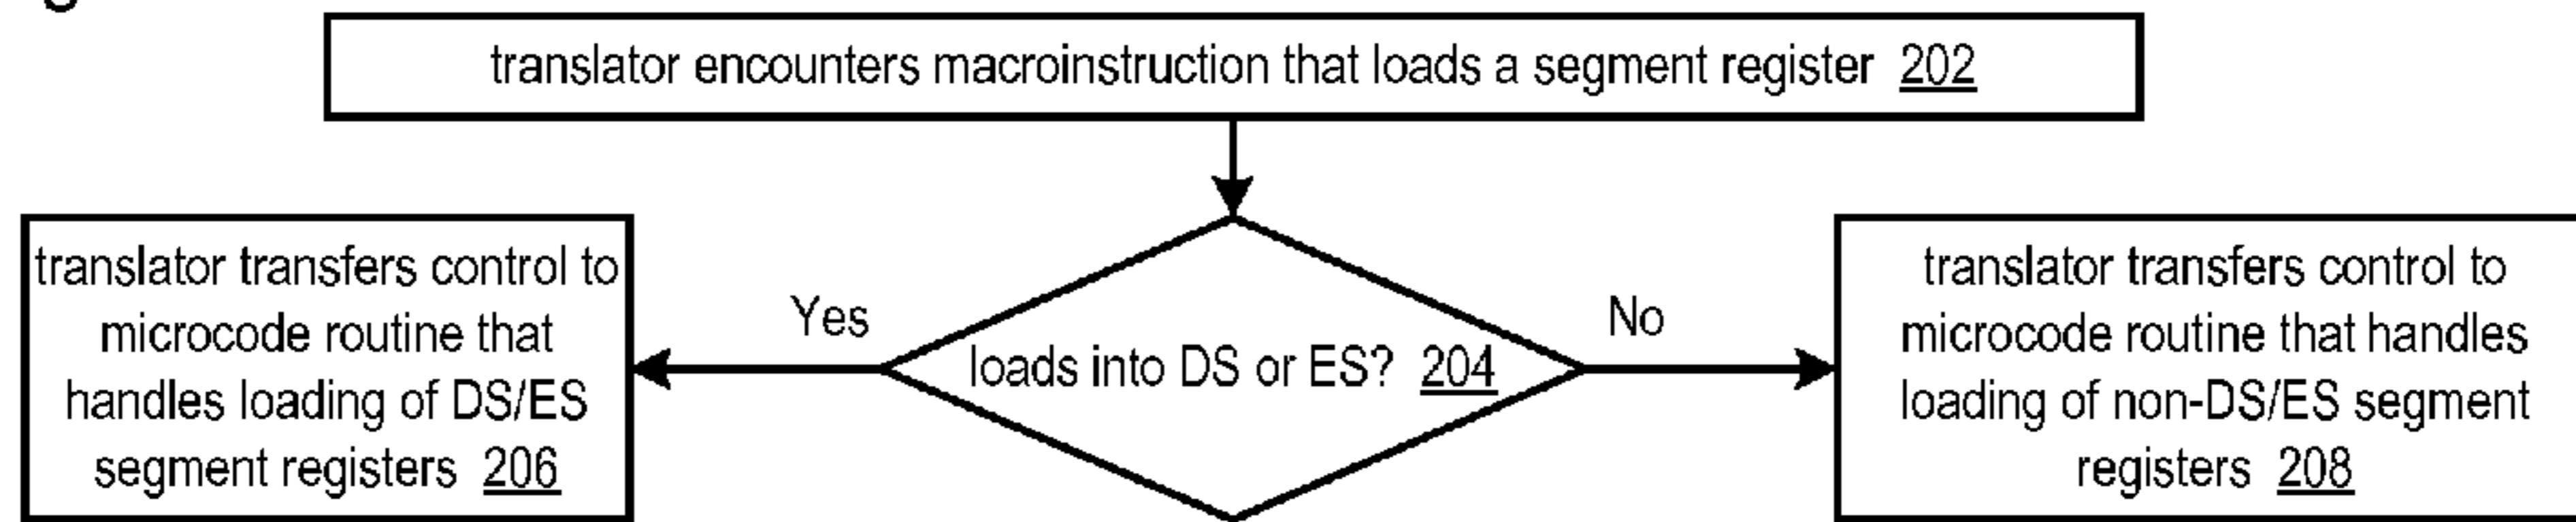 translator encounters macroinstruction that loads a segment register 202
translator transfers control to
microcode routine that
handles loading of DS/ES
segment registers 206
Yes
loads into DS or ES? 204
No
translator transfers control to
microcode routine that handles
loading of non-DS/ES segment
registers 208